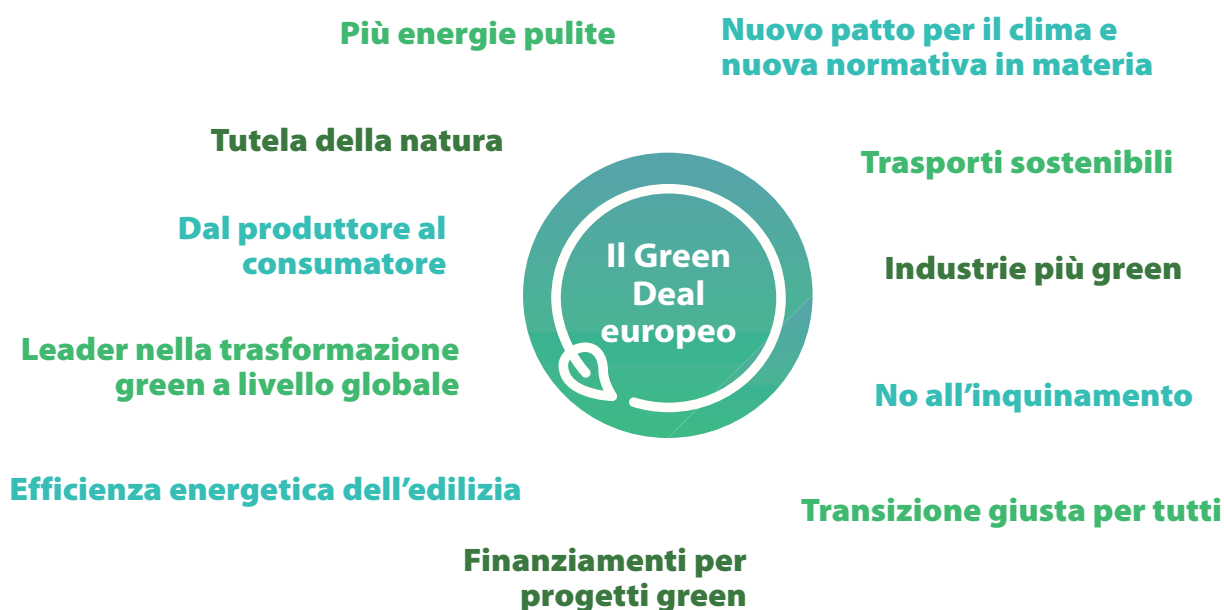 Più energie pulite
Nuovo patto per il clima e
nuova normativa in materia
Tutela della natura
Trasporti sostenibili
Dal produttore al
consumatore
Il Green
Deal
europeo
Industrie più green
Leader nella trasformazione
green a livello globale
No all’inquinamento
Efficienza energetica dell’edilizia
Transizione giusta per tutti
Finanziamenti per
progetti green